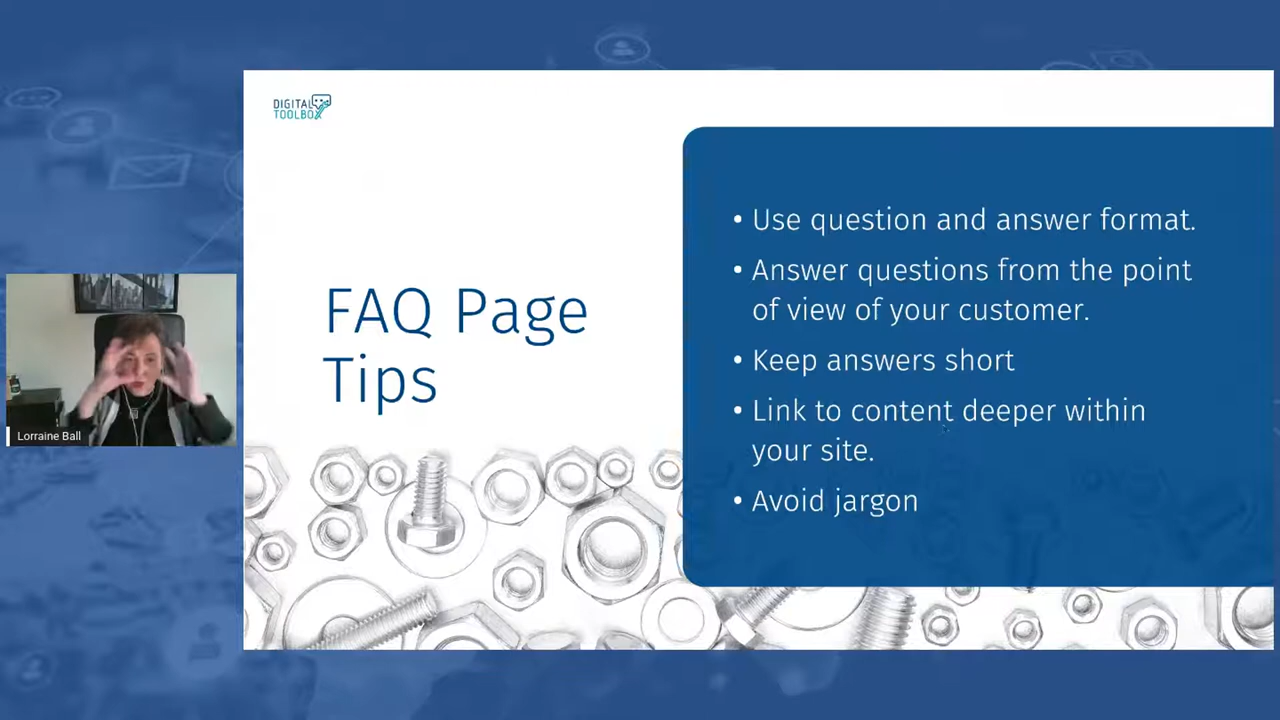 DIGITAL
TOOLBOX
FAQ Page
Tips
• Use question and answer format.
• Answer questions from the point
of view of your customer.
• Keep answers short
• Link to content deeper within
your site.
• Avoid jargon
Lorraine Ball